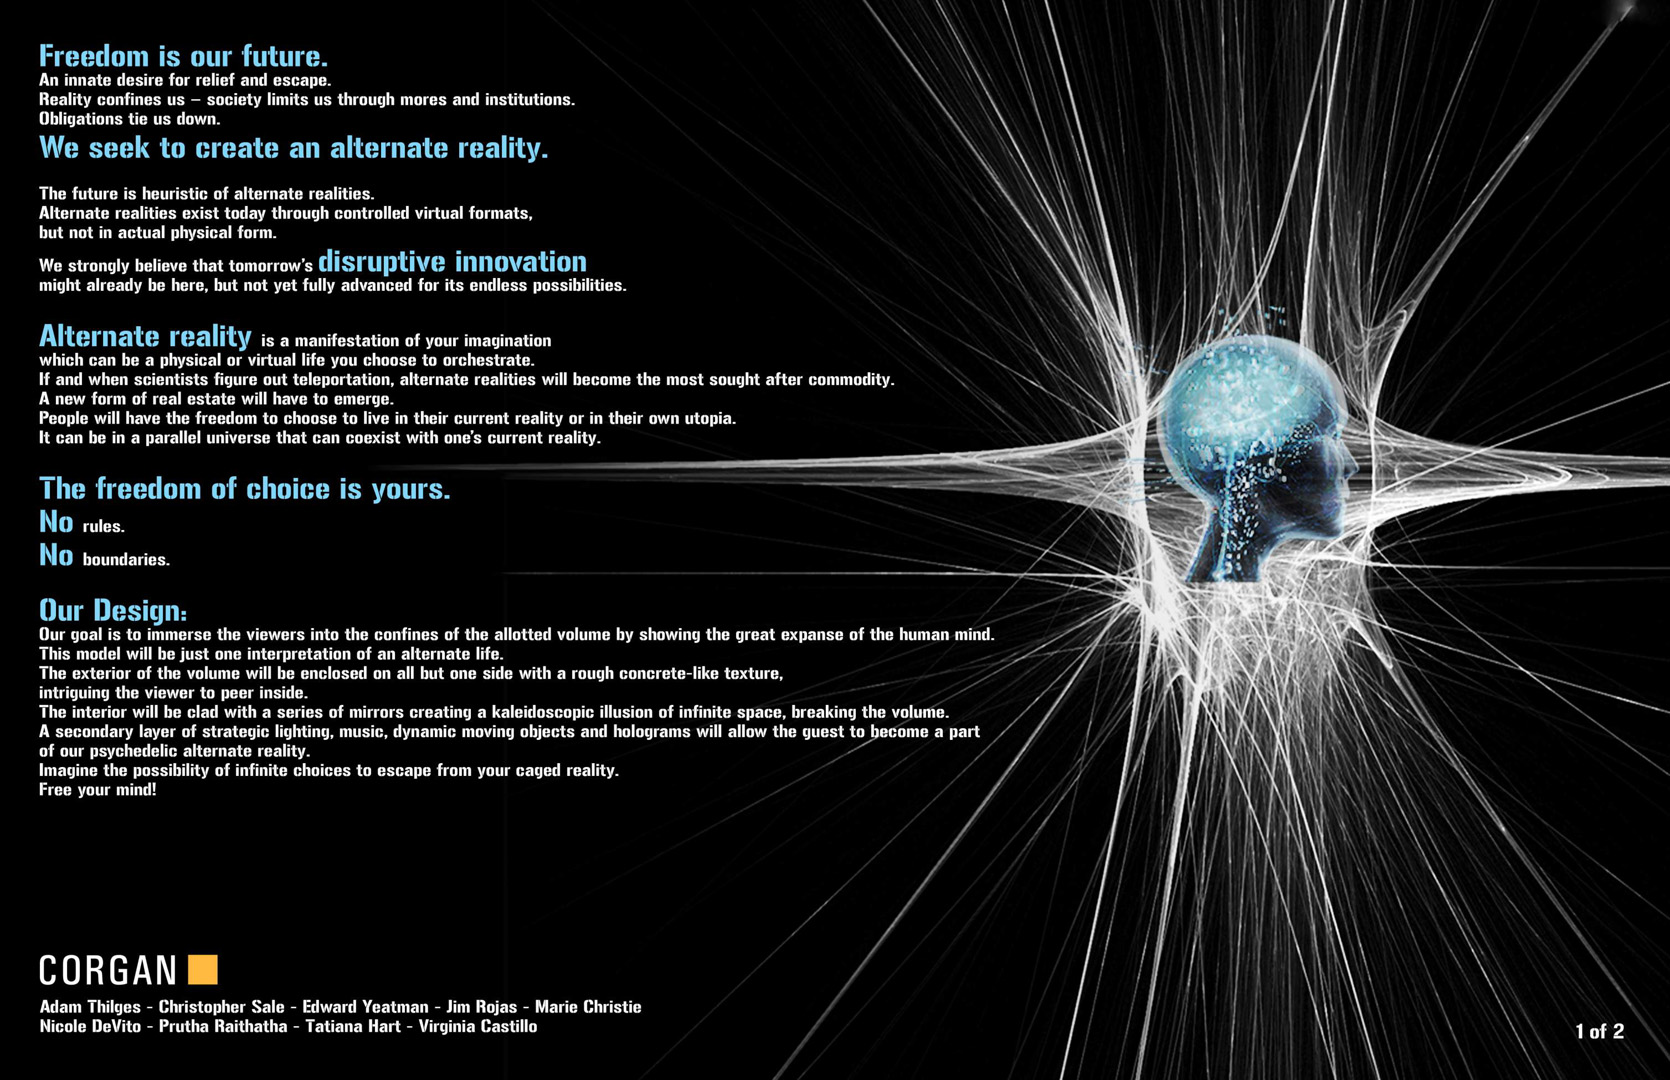 Freedom is our future.
An innate desire for relief and escape.
Reality confines us – society limits us through mores and institutions.
Obligations tie us down.
We seek to create an alternate reality.
The future is heuristic of alternate realities.
Alternate realities exist today through controlled virtual formats,
but not in actual physical form.
We strongly believe that tomorrow's disruptive innovation
might already be here, but not yet fully advanced for its endless possibilities.
Alternate reality is a manifestation of your imagination
which can be a physical or virtual life you choose to orchestrate.
If and when scientists figure out teleportation, alternate realities will become the most sought after commodity.
A new form of real estate will have to emerge.
People will have the freedom to choose to live in their current reality or in their own utopia.
It can be in a parallel universe that can coexist with one's current reality.
The freedom of choice is yours.
No rules.
No boundaries.
Our Design:
Our goal is to immerse the viewers into the confines of the allotted volume by showing the great expanse of the human mind.
This model will be just one interpretation of an alternate life.
The exterior of the volume will be enclosed on all but one side with a rough concrete-like texture,
intriguing the viewer to peer inside.
The interior will be clad with a series of mirrors creating a kaleidoscopic illusion of infinite space, breaking the volume.
A secondary layer of strategic lighting, music, dynamic moving objects and holograms will allow the guest to become a part
of our psychedelic alternate reality.
Imagine the possibility of infinite choices to escape from your caged reality.
Free your mind!
CORGAN
Adam Thilges - Christopher Sale - Edward Yeatman - Jim Rojas - Marie Christie
Nicole DeVito - Prutha Raithatha - Tatiana Hart - Virginia Castillo
1 of 2